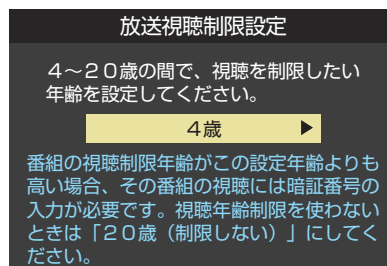 放送視聴制限設定
４～２０歳の間で、視聴を制限したい
年齢を設定してください。
４歳 ▶
番組の視聴制限年齢がこの設定年齢よりも
高い場合、その番組の視聴には暗証番号の
入力が必要です。視聴年齢制限を使わない
ときは「２０歳（制限しない）」にしてく
ださい。